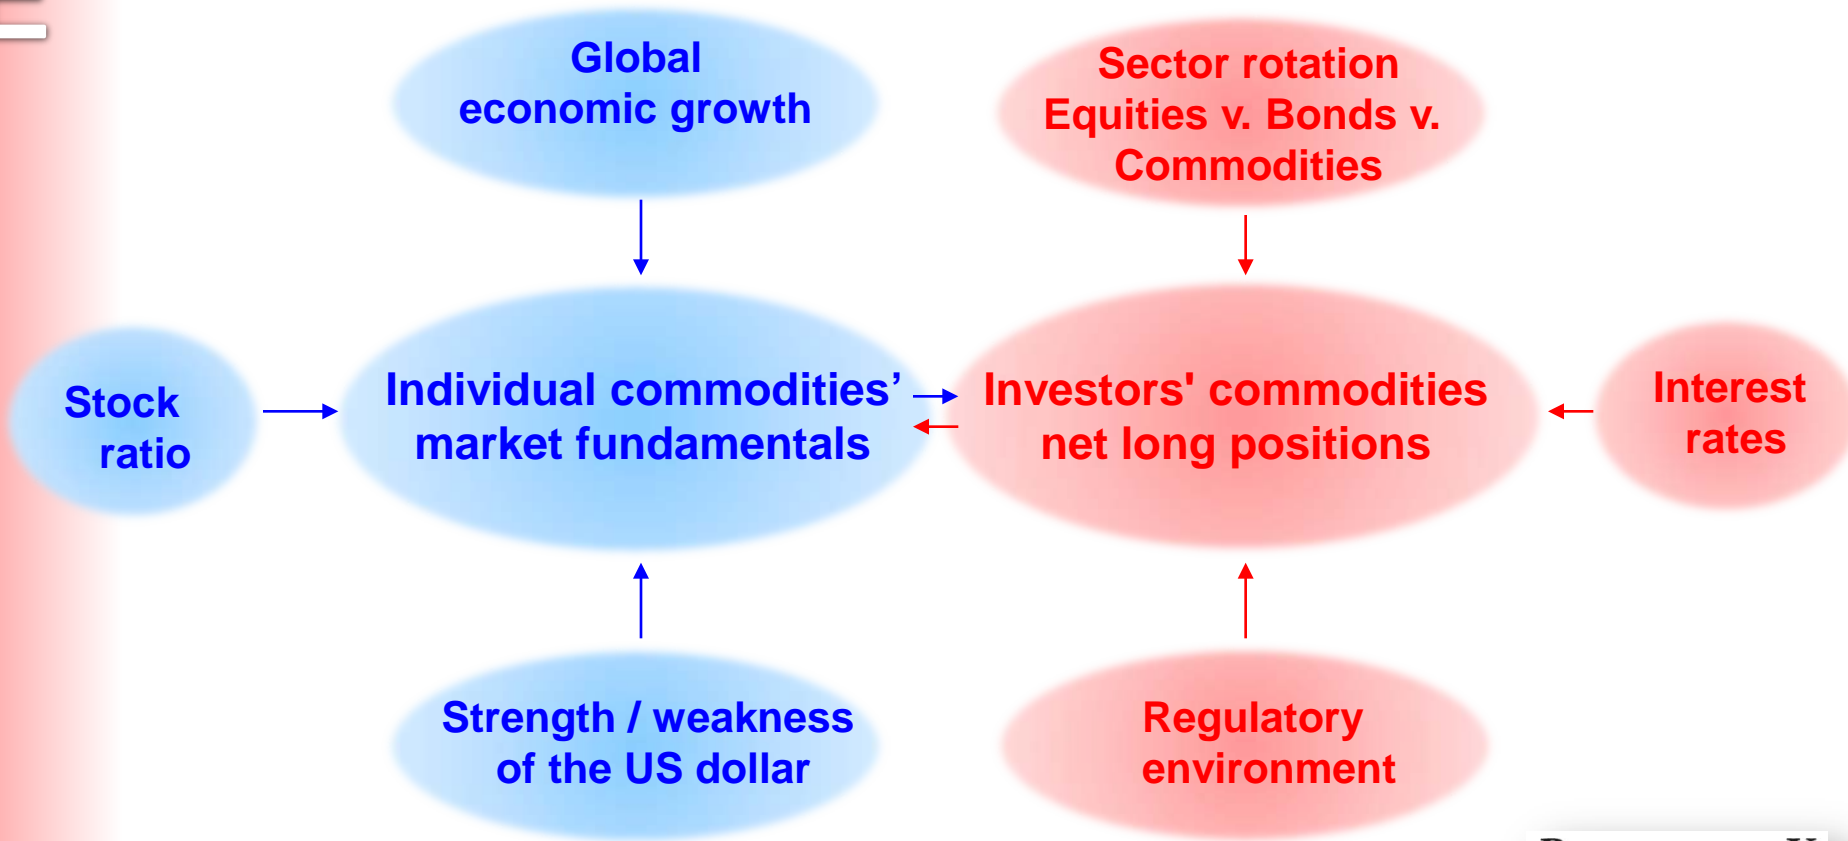 Global
economic growth
Sector rotation
Equities v. Bonds v.
Commodities
Stock
ratio
Individual commodities’
market fundamentals
Investors' commodities
net long positions
Interest
rates
Strength / weakness
of the US dollar
Regulatory
environment